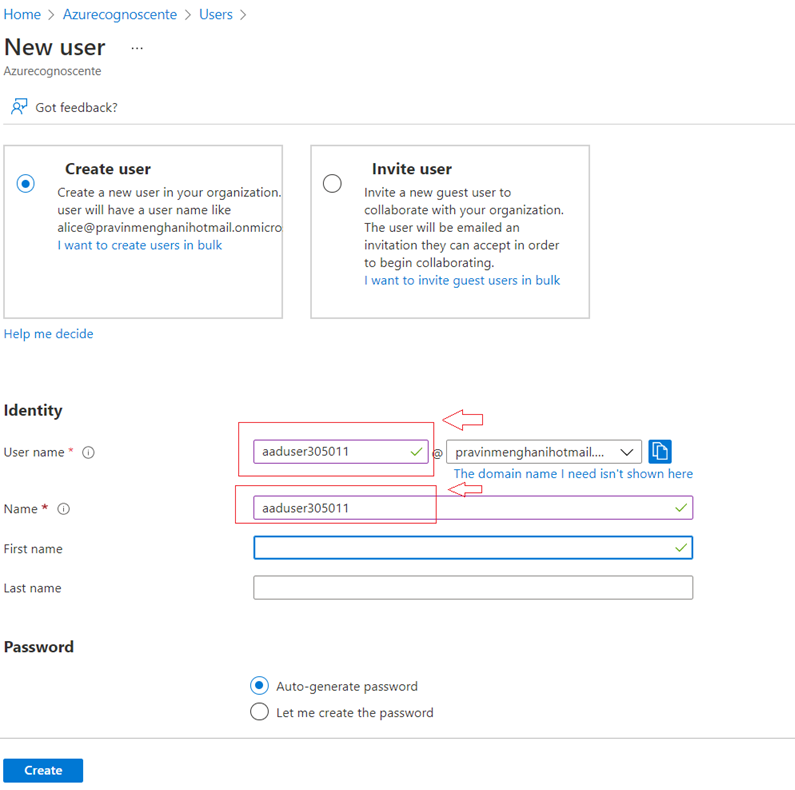 Home > Azurecognoscente > Users >
New user ...
Azurecognoscente
Got feedback?
Create user
Create a new user in your organization.
user will have a user name like
alice@pravinmenghanihotmail.onmicro
I want to create users in bulk
Invite user
Invite a new guest user to
collaborate with your organization.
The user will be emailed an
invitation they can accept in order
to begin collaborating.
I want to invite guest users in bulk
Help me decide
Identity
User name * aaduser305011 @ pravinmenghanihotmail....
The domain name I need isn't shown here
Name * aaduser305011
First name
Last name
Password
Auto-generate password
Let me create the password
Create